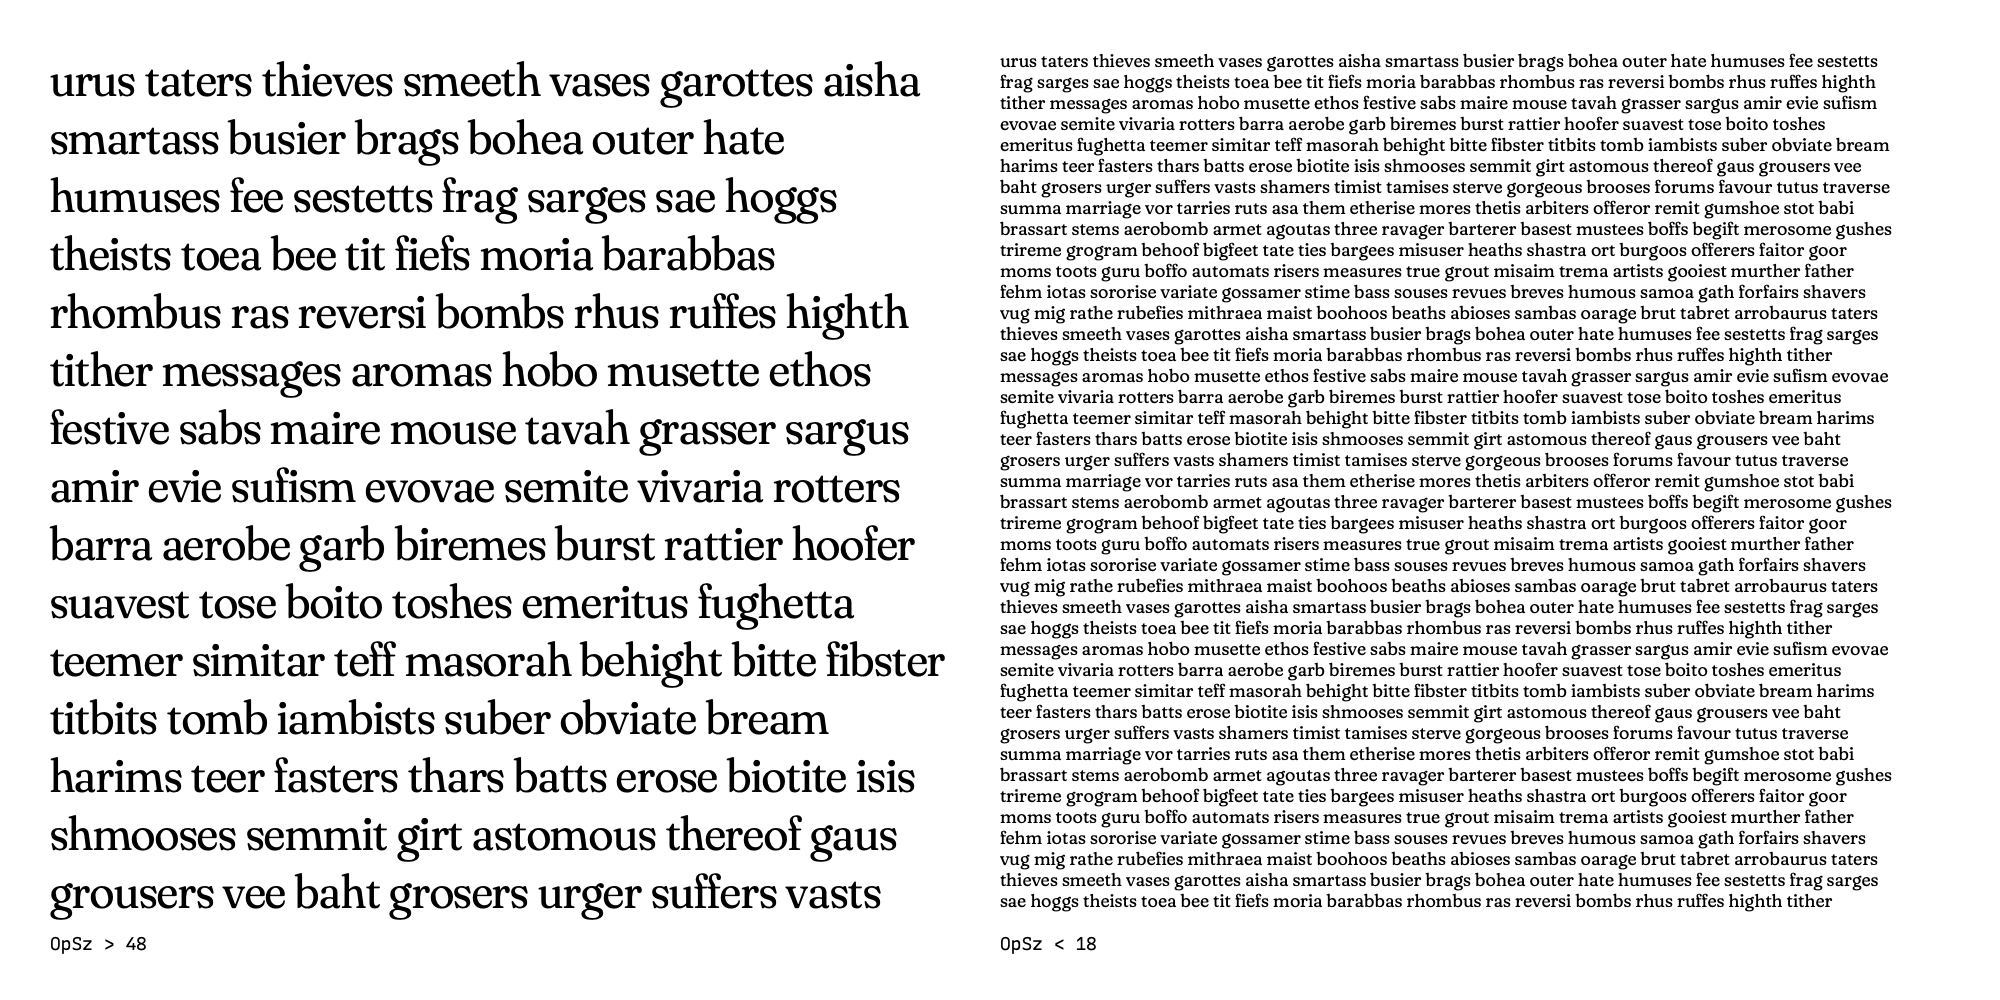 urus taters thieves smeeth vases garottes aisha
smartass busier brags bohea outer hate
humuses fee sestetts frag sarges sae hoggs
theists toea bee tit fiefs moria barabbas
rhombus ras reversi bombs rhus ruffes highth
tither messages aromas hobo musette ethos
festive sabs maire mouse tavah grasser sargus
amir evie sufism evovae semite vivaria rotters
barra aerobe garb biremes burst rattier hoofer
suavest tose boito toshes emeritus fughetta
teemer simitar teff masorah behight bitte fibster
titbits tomb iambists suber obviate bream
harims teer fasters thars batts erose biotite isis
shmooses semmit girt astomous thereof gaus
grousers vee baht grosers urger suffers vasts
OpSz > 48
urus taters thieves smeeth vases garottes aisha smartass busier brags bohea outer hate humuses fee sestetts
frag sarges sae hoggs theists toea bee tit fiefs moria barabbas rhombus ras reversi bombs rhus ruffes highth
tither messages aromas hobo musette ethos festive sabs maire mouse tavah grasser sargus amir evie sufism
evovae semite vivaria rotters barra aerobe garb biremes burst rattier hoofer suavest tose boito toshes
emeritus fughetta teemer simitar teff masorah behight bitte fibster titbits tomb iambists suber obviate bream
harims teer fasters thars batts erose biotite isis shmooses semmit girt astomous thereof gaus grousers vee
baht grosers urger suffers vasts shamers timist tamises sterve gorgeous brooses forums favour tutus traverse
summa marriage vor tarries ruts asa them etherise mores thetis arbiters offeror remit gumshoe stot babi
brassart stems aerobomb armet agoutas three ravager barterer basest mustees boffs begift merosome gushes
trireme grogram behoof bigfeet tate ties bargees misuser heaths shastra ort burgoos offerers faitor goor
moms toots guru boffo automats risers measures true grout misaim trema artists gooiest murther father
fehm iotas sororise variate gossamer stime bass souses revues breves humous samoa gath forfairs shavers
vug mig rathe rubefies mithraea maist boohoos beaths abioses sambas oarage brut tabret arrobaurus taters
thieves smeeth vases garottes aisha smartass busier brags bohea outer hate humuses fee sestetts frag sarges
sae hoggs theists toea bee tit fiefs moria barabbas rhombus ras reversi bombs rhus ruffes highth tither
messages aromas hobo musette ethos festive sabs maire mouse tavah grasser sargus amir evie sufism evovae
semite vivaria rotters barra aerobe garb biremes burst rattier hoofer suavest tose boito toshes emeritus
fughetta teemer simitar teff masorah behight bitte fibster titbits tomb iambists suber obviate bream harims
teer fasters thars batts erose biotite isis shmooses semmit girt astomous thereof gaus grousers vee baht
grosers urger suffers vasts shamers timist tamises sterve gorgeous brooses forums favour tutus traverse
summa marriage vor tarries ruts asa them etherise mores thetis arbiters offeror remit gumshoe stot babi
brassart stems aerobomb armet agoutas three ravager barterer basest mustees boffs begift merosome gushes
trireme grogram behoof bigfeet tate ties bargees misuser heaths shastra ort burgoos offerers faitor goor
moms toots guru boffo automats risers measures true grout misaim trema artists gooiest murther father
fehm iotas sororise variate gossamer stime bass souses revues breves humous samoa gath forfairs shavers
vug mig rathe rubefies mithraea maist boohoos beaths abioses sambas oarage brut tabret arrobaurus taters
thieves smeeth vases garottes aisha smartass busier brags bohea outer hate humuses fee sestetts frag sarges
sae hoggs theists toea bee tit fiefs moria barabbas rhombus ras reversi bombs rhus ruffes highth tither
messages aromas hobo musette ethos festive sabs maire mouse tavah grasser sargus amir evie sufism evovae
semite vivaria rotters barra aerobe garb biremes burst rattier hoofer suavest tose boito toshes emeritus
fughetta teemer simitar teff masorah behight bitte fibster titbits tomb iambists suber obviate bream harims
teer fasters thars batts erose biotite isis shmooses semmit girt astomous thereof gaus grousers vee baht
grosers urger suffers vasts shamers timist tamises sterve gorgeous brooses forums favour tutus traverse
summa marriage vor tarries ruts asa them etherise mores thetis arbiters offeror remit gumshoe stot babi
brassart stems aerobomb armet agoutas three ravager barterer basest mustees boffs begift merosome gushes
trireme grogram behoof bigfeet tate ties bargees misuser heaths shastra ort burgoos offerers faitor goor
moms toots guru boffo automats risers measures true grout misaim trema artists gooiest murther father
fehm iotas sororise variate gossamer stime bass souses revues breves humous samoa gath forfairs shavers
vug mig rathe rubefies mithraea maist boohoos beaths abioses sambas oarage brut tabret arrobaurus taters
thieves smeeth vases garottes aisha smartass busier brags bohea outer hate humuses fee sestetts frag sarges
sae hoggs theists toea bee tit fiefs moria barabbas rhombus ras reversi bombs rhus ruffes highth tither
OpSz < 18